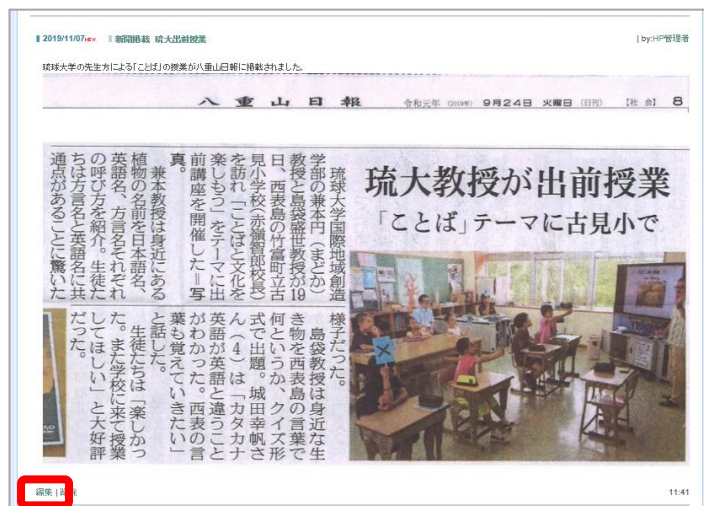 2019/11/07 NEW 新聞掲載 琉大出前授業 | by:HP管理者
琉球大学の先生方による「ことば」の授業が八重山日報に掲載されました。
八重山日報 令和元年(2019年) 9月24日 火曜日 (日刊) 【社会】 8
琉大教授が出前授業
「ことば」テーマに古見小で
琉球大学国際地域創造
学部の兼本円(まどか)
教授と島袋盛世教授が19
日、西表島の竹富町立古
見小学校(赤嶺智郎校長)
を訪れ「ことばと文化を
楽しもう」をテーマに出
前講座を開催した=写
真。
兼本教授は身近にある
植物の名前を日本語名、
英語名、方言名それぞれ
の呼び方を紹介。生徒た
ちは方言名と英語名に共
通点があることに驚いた
様子だった。
島袋教授は身近な生
き物を西表島の言葉で
何というか、クイズ形
式で出題。城田幸帆さ
ん(4)は「カタカナ
英語が英語と違うこと
がわかった。西表の言
葉も覚えていきたい」
と話した。
生徒たちは「楽しかっ
た。また学校に来て授業
してほしい」と大好評
だった。
編集 |
11:41